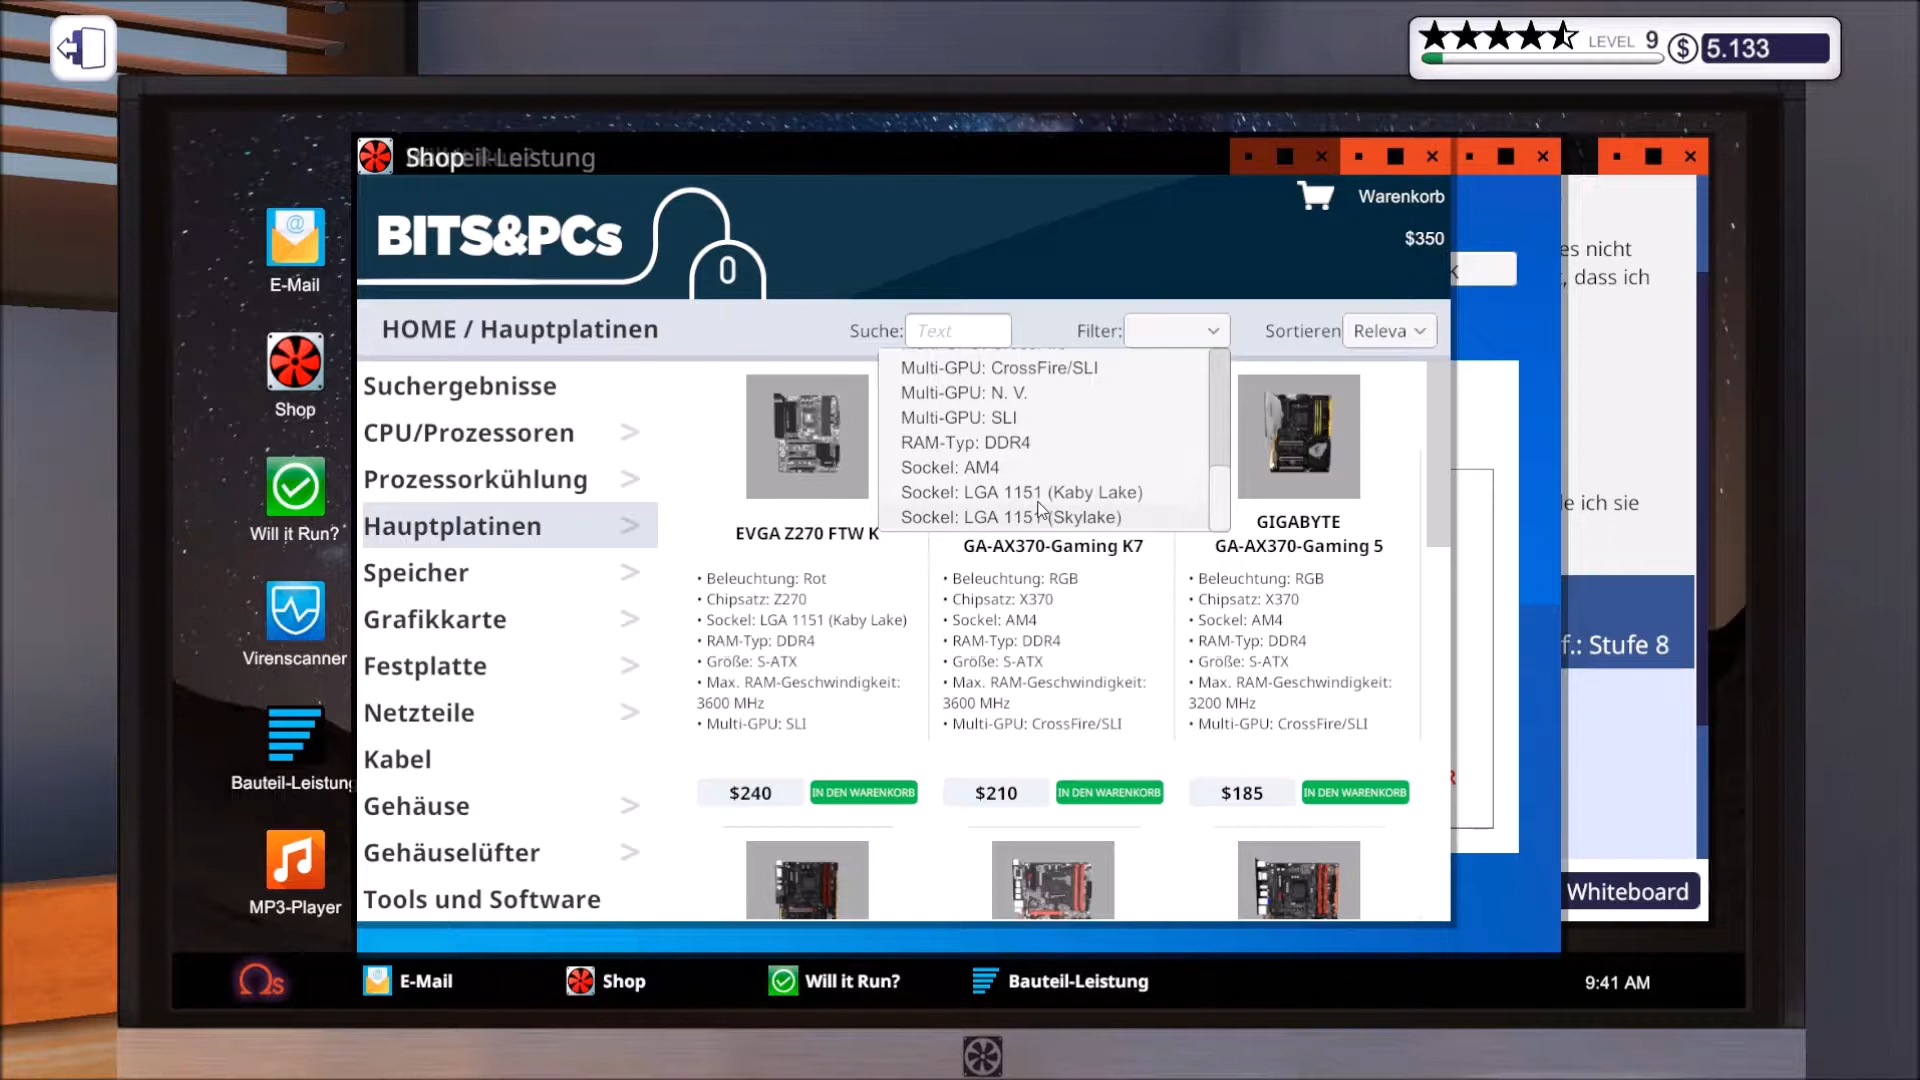 LEVEL 9
$ 5.133
Shop
Bauteil-Leistung
BITS&PCs
Warenkorb
$350
HOME / Hauptplatinen
Suche: Text
Filter:
Sortieren Releva
Multi-GPU: CrossFire/SLI
Multi-GPU: N. V.
Multi-GPU: SLI
RAM-Typ: DDR4
Sockel: AM4
Sockel: LGA 1151 (Kaby Lake)
Sockel: LGA 1151 (Skylake)
Suchergebnisse
CPU/Prozessoren >
Prozessorkühlung >
Hauptplatinen >
Speicher >
Grafikkarte >
Festplatte >
Netzteile >
Kabel
Gehäuse >
Gehäuselüfter >
Tools und Software
EVGA Z270 FTW K
• Beleuchtung: Rot
• Chipsatz: Z270
• Sockel: LGA 1151 (Kaby Lake)
• RAM-Typ: DDR4
• Größe: S-ATX
• Max. RAM-Geschwindigkeit:
3600 MHz
• Multi-GPU: SLI
$240 IN DEN WARENKORB
GA-AX370-Gaming K7
• Beleuchtung: RGB
• Chipsatz: X370
• Sockel: AM4
• RAM-Typ: DDR4
• Größe: S-ATX
• Max. RAM-Geschwindigkeit:
3600 MHz
• Multi-GPU: CrossFire/SLI
$210 IN DEN WARENKORB
GIGABYTE
GA-AX370-Gaming 5
• Beleuchtung: RGB
• Chipsatz: X370
• Sockel: AM4
• RAM-Typ: DDR4
• Größe: S-ATX
• Max. RAM-Geschwindigkeit:
3200 MHz
• Multi-GPU: CrossFire/SLI
$185 IN DEN WARENKORB
es nicht
, dass ich
e ich sie
f.: Stufe 8
Whiteboard
E-Mail
Shop
Will it Run?
Virenscanner
Bauteil-Leistung
MP3-Player
E-Mail
Shop
Will it Run?
Bauteil-Leistung
9:41 AM